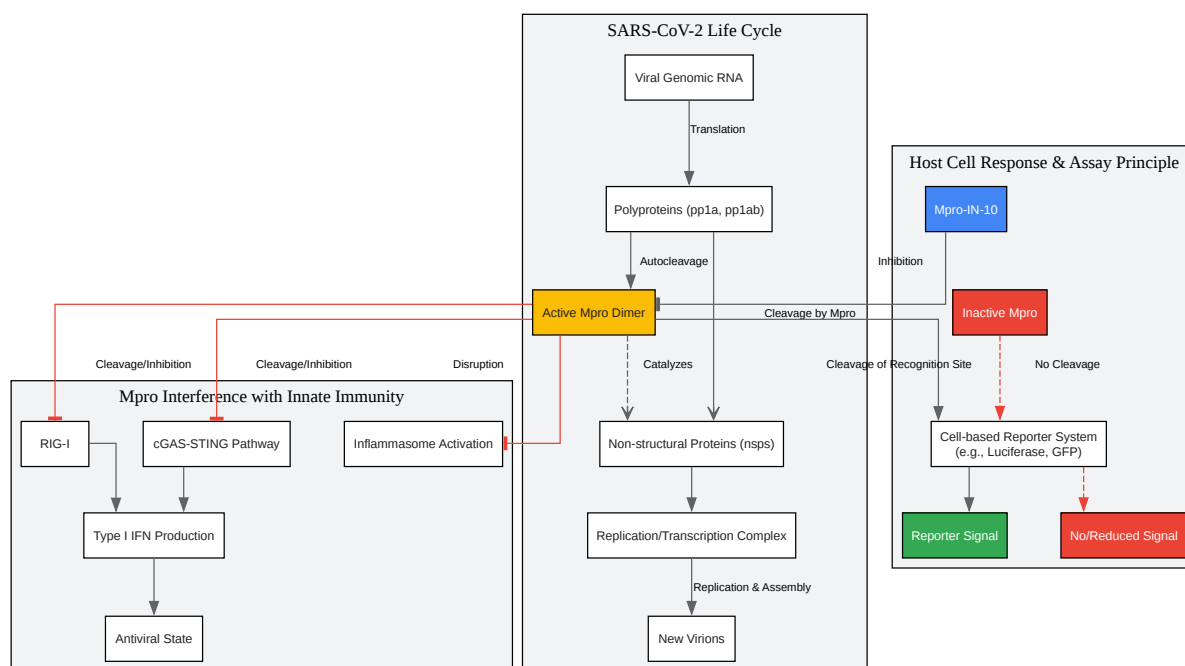 SARS-CoV-2 Life Cycle
Viral Genomic RNA
Translation
Polyproteins (pp1a, pp1ab)
Autocleavage
Active Mpro Dimer
Cleavage by Mpro
Catalyzes
Non-structural Proteins (nsps)
Replication/Transcription Complex
Replication & Assembly
New Virions
Host Cell Response & Assay Principle
Mpro-IN-10
Inhibition
Inactive Mpro
Cleavage of Recognition Site
No Cleavage
Cell-based Reporter System
(e.g., Luciferase, GFP)
Reporter Signal
No/Reduced Signal
Cleavage/Inhibition
Cleavage/Inhibition
Disruption
Mpro Interference with Innate Immunity
RIG-I
cGAS-STING Pathway
Inflammasome Activation
Type I IFN Production
Antiviral State